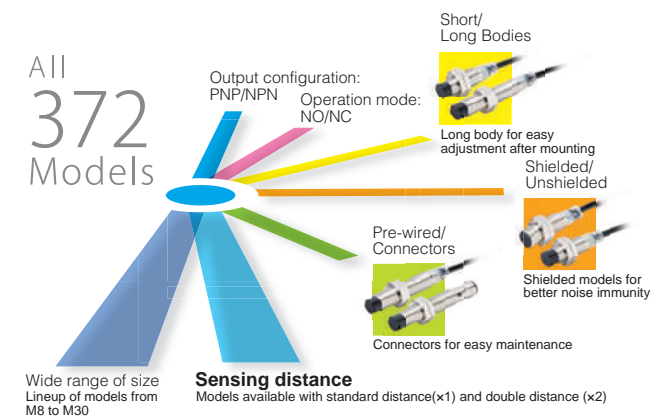 All
372
Models
Output configuration:
PNP/NPN
Operation mode:
NO/NC
Short/
Long Bodies
Long body for easy
adjustment after mounting
Shielded/
Unshielded
Shielded models for
better noise immunity
Pre-wired/
Connectors
Connectors for easy maintenance
Wide range of size
Lineup of models from
M8 to M30
Sensing distance
Models available with standard distance(×1) and double distance (×2)